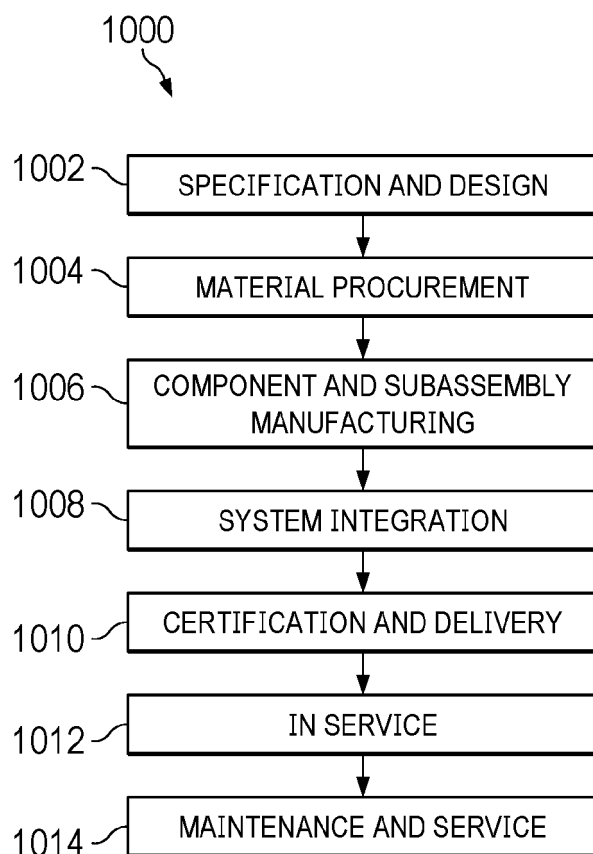 1000
1002
SPECIFICATION AND DESIGN
1004
MATERIAL PROCUREMENT
1006
COMPONENT AND SUBASSEMBLY
MANUFACTURING
1008
SYSTEM INTEGRATION
1010
CERTIFICATION AND DELIVERY
1012
IN SERVICE
1014
MAINTENANCE AND SERVICE